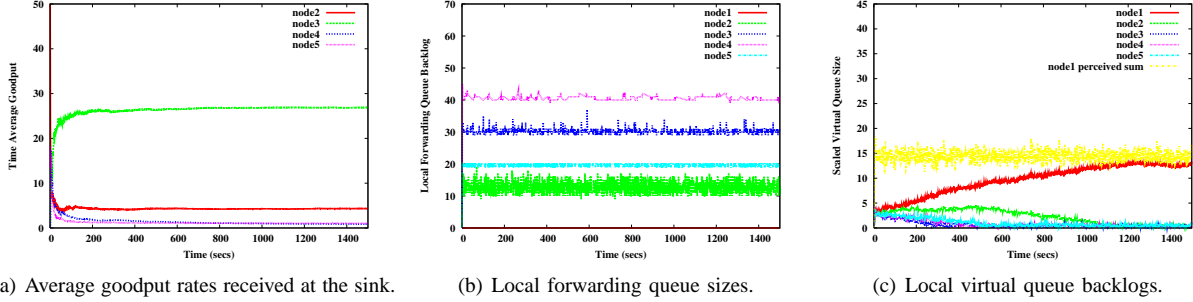 Time Average Goodput
50
40
30
20
10
0
0
200
400
600
800
1000
1200
1400
Time (secs)
node2
node3
node4
node5
Local Forwarding Queue Backlog
70
60
50
40
30
20
10
0
0
200
400
600
800
1000
1200
1400
Time (secs)
node1
node2
node3
node4
node5
Scaled Virtual Queue Size
45
40
35
30
25
20
15
10
5
0
0
200
400
600
800
1000
1200
1400
Time (secs)
node1
node2
node3
node4
node5
node1 perceived sum
a) Average goodput rates received at the sink.
(b) Local forwarding queue sizes.
(c) Local virtual queue backlogs.